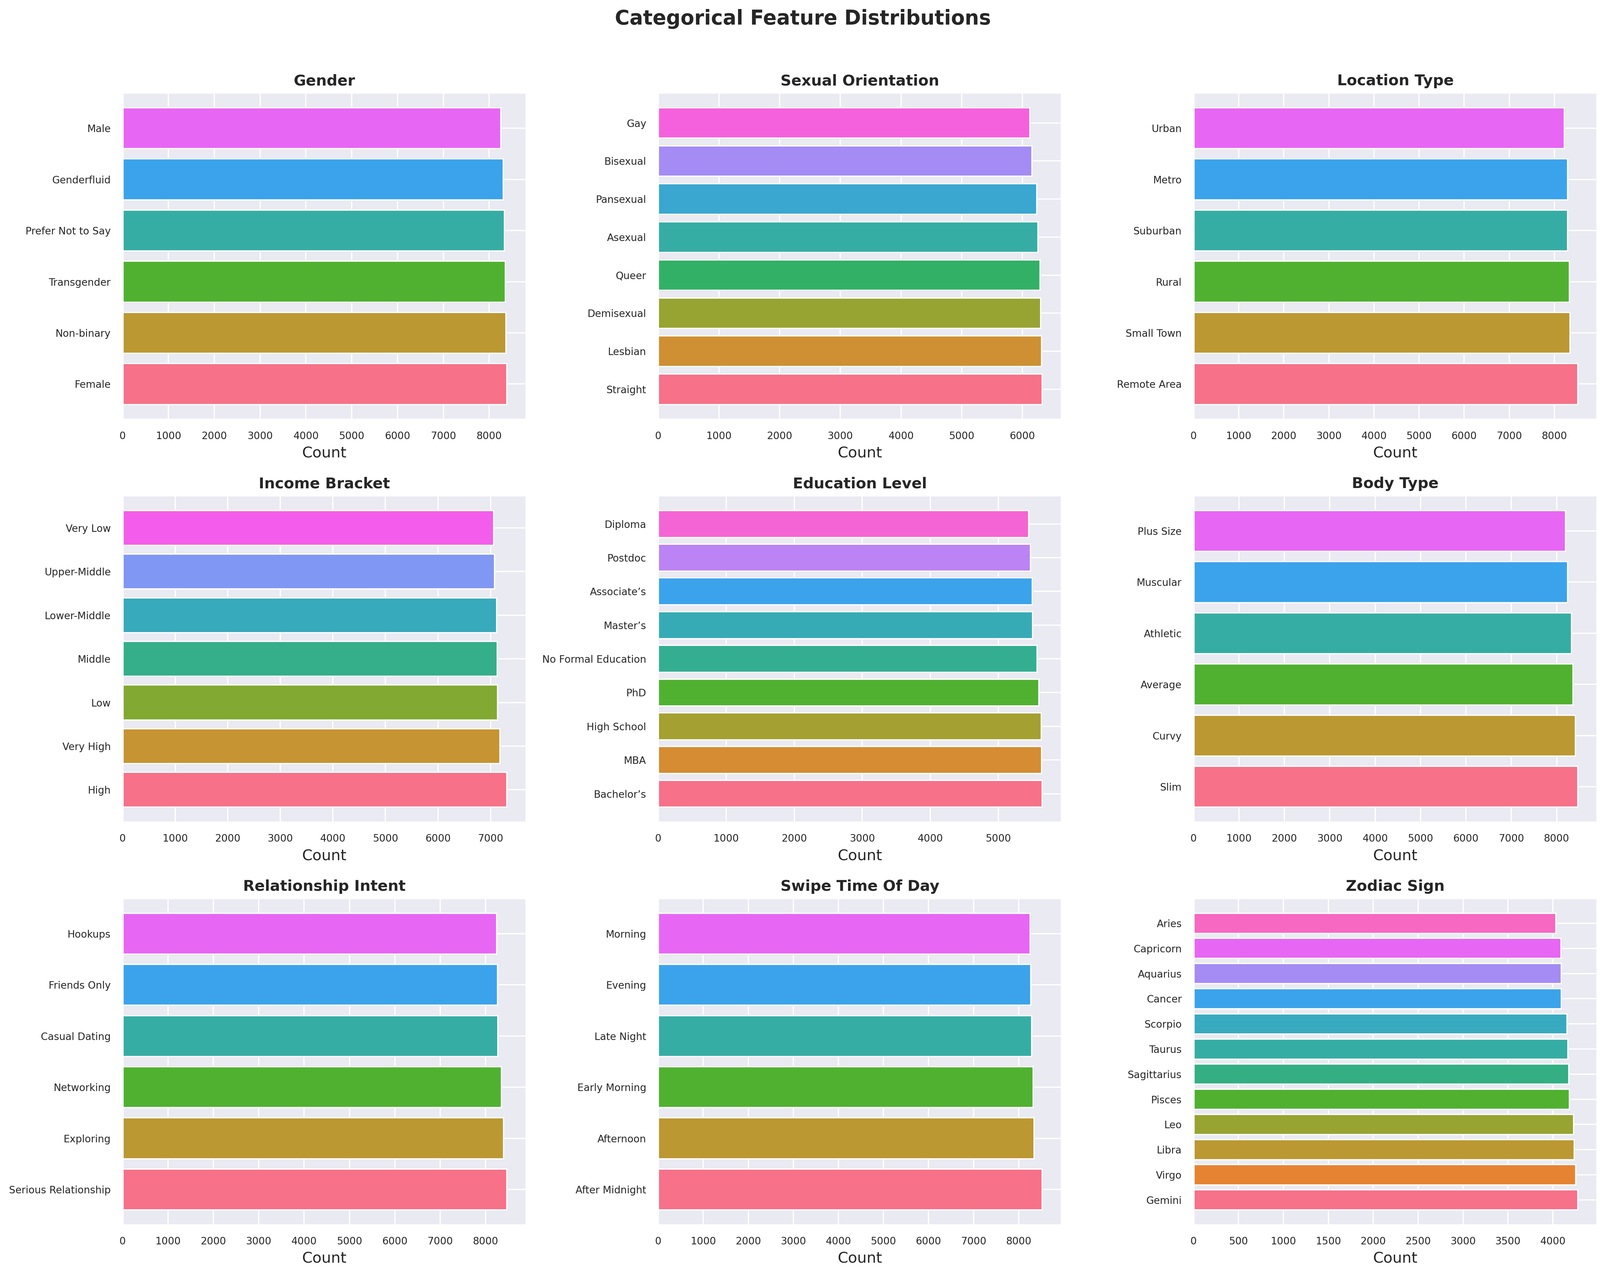 Categorical Feature Distributions
Gender
Male
Genderfluid
Prefer Not to Say
Transgender
Non-binary
Female
0 1000 2000 3000 4000 5000 6000 7000 8000
Count
Sexual Orientation
Gay
Bisexual
Pansexual
Asexual
Queer
Demisexual
Lesbian
Straight
0 1000 2000 3000 4000 5000 6000
Count
Location Type
Urban
Metro
Suburban
Rural
Small Town
Remote Area
0 1000 2000 3000 4000 5000 6000 7000 8000
Count
Income Bracket
Very Low
Upper-Middle
Lower-Middle
Middle
Low
Very High
High
0 1000 2000 3000 4000 5000 6000 7000
Count
Education Level
Diploma
Postdoc
Associate’s
Master’s
No Formal Education
PhD
High School
MBA
Bachelor’s
0 1000 2000 3000 4000 5000
Count
Body Type
Plus Size
Muscular
Athletic
Average
Curvy
Slim
0 1000 2000 3000 4000 5000 6000 7000 8000
Count
Relationship Intent
Hookups
Friends Only
Casual Dating
Networking
Exploring
Serious Relationship
0 1000 2000 3000 4000 5000 6000 7000 8000
Count
Swipe Time Of Day
Morning
Evening
Late Night
Early Morning
Afternoon
After Midnight
0 1000 2000 3000 4000 5000 6000 7000 8000
Count
Zodiac Sign
Aries
Capricorn
Aquarius
Cancer
Scorpio
Taurus
Sagittarius
Pisces
Leo
Libra
Virgo
Gemini
0 500 1000 1500 2000 2500 3000 3500 4000
Count